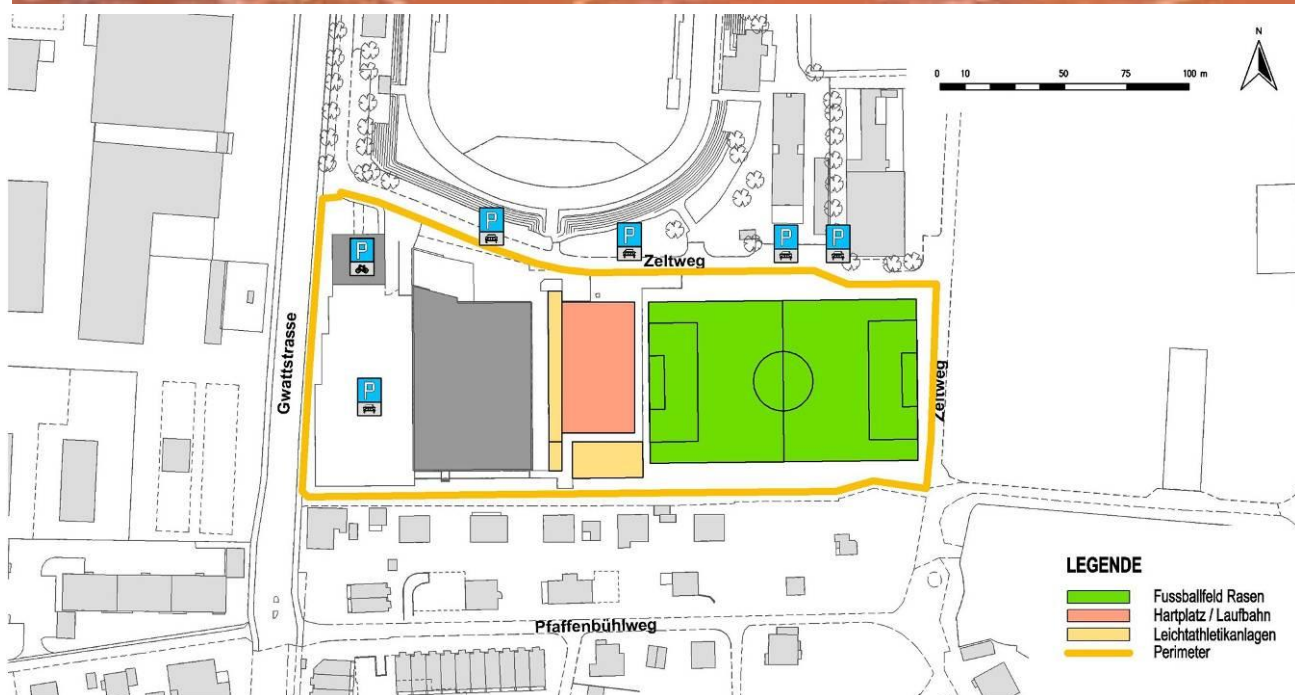 N
0 10 50 75 100 m
P
P
P
P
P
Zeltweg
Gwattstrasse
P
Zeltweg
Pfaffenbühlweg
LEGENDE
Fussballfeld Rasen
Hartplatz / Laufbahn
Leichtathletikanlagen
Perimeter